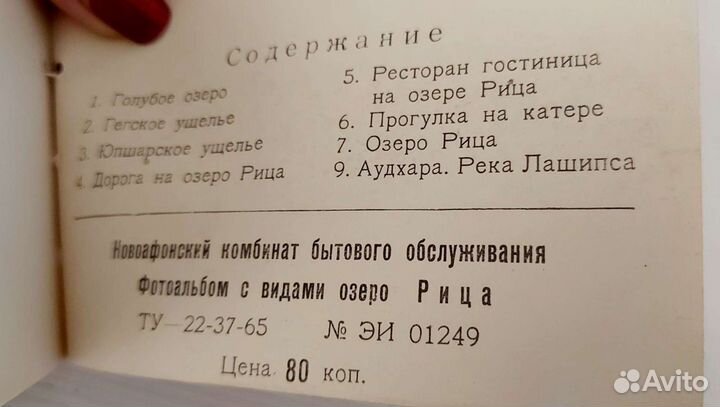 Содержание
1. Голубое озеро
2. Гегское ущелье
3. Юпшарское ущелье
4. Дорога на озеро Рица
5. Ресторан гостиница
на озере Рица
6. Прогулка на катере
7. Озеро Рица
9. Аудхара. Река Лашипса
Новоафонский комбинат бытового обслуживания
Фотоальбом с видами озеро Рица
ТУ—22-37-65 № ЭИ 01249
Цена 80 коп.
Avito